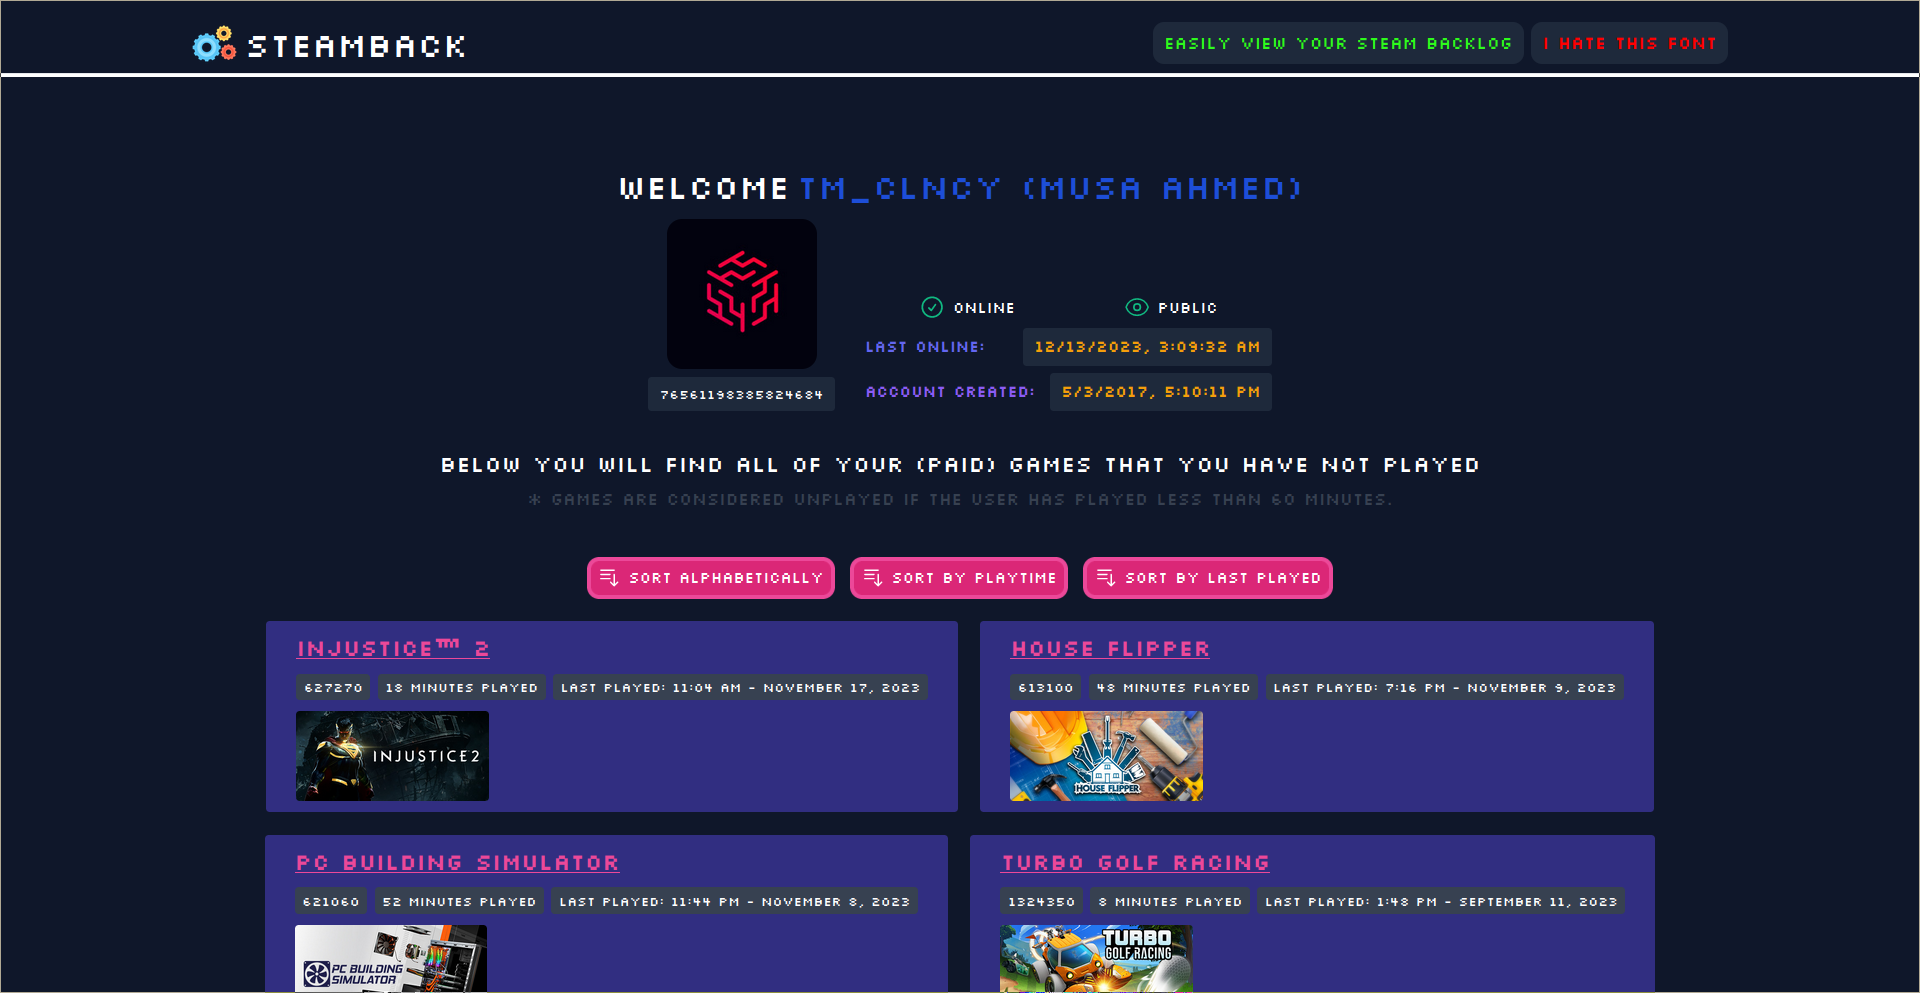 STEAMBACK
EASILY VIEW YOUR STEAM BACKLOG
I HATE THIS FONT
WELCOME TM_CLNCY (MUSA AHMED)
ONLINE
PUBLIC
LAST ONLINE: 12/13/2023, 3:09:32 AM
76561198385824684
ACCOUNT CREATED: 5/3/2017, 5:10:11 PM
BELOW YOU WILL FIND ALL OF YOUR (PAID) GAMES THAT YOU HAVE NOT PLAYED
* GAMES ARE CONSIDERED UNPLAYED IF THE USER HAS PLAYED LESS THAN 60 MINUTES.
SORT ALPHABETICALLY
SORT BY PLAYTIME
SORT BY LAST PLAYED
INJUSTICE™ 2
627270
18 MINUTES PLAYED
LAST PLAYED: 11:04 AM - NOVEMBER 17, 2023
INJUSTICE2
HOUSE FLIPPER
613100
48 MINUTES PLAYED
LAST PLAYED: 7:16 PM - NOVEMBER 9, 2023
HOUSE FLIPPER
PC BUILDING SIMULATOR
621060
52 MINUTES PLAYED
LAST PLAYED: 11:44 PM - NOVEMBER 8, 2023
PC BUILDING
SIMULATOR
TURBO GOLF RACING
1324350
8 MINUTES PLAYED
LAST PLAYED: 1:48 PM - SEPTEMBER 11, 2023
TURBO
GOLF RACING